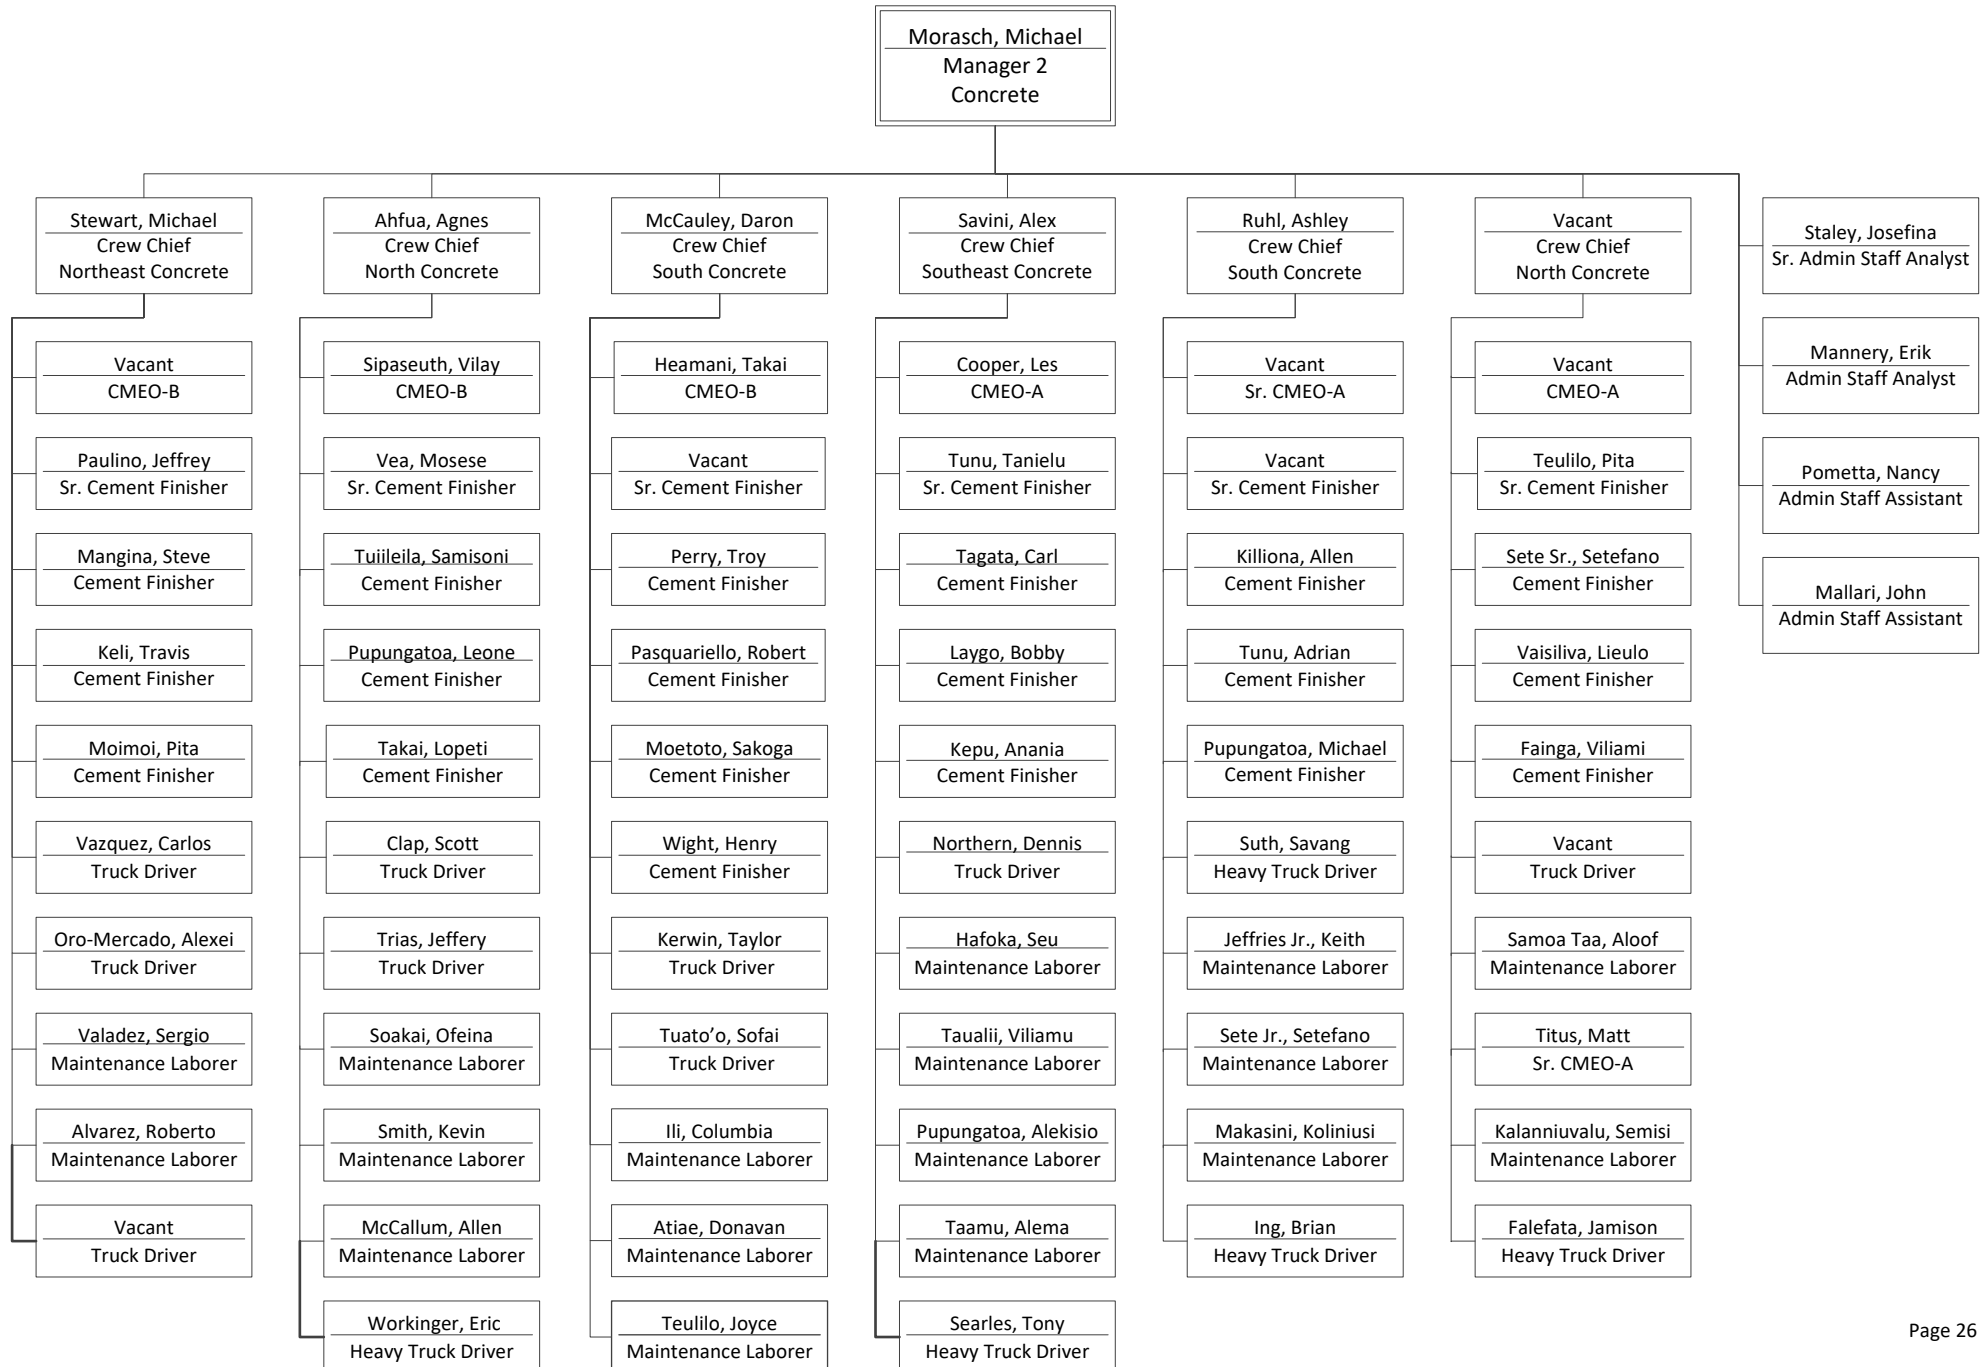 Morasch, Michael
Manager 2
Concrete
Stewart, Michael
Crew Chief
Northeast Concrete
Vacant
CMEO-B
Paulino, Jeffrey
Sr. Cement Finisher
Mangina, Steve
Cement Finisher
Keli, Travis
Cement Finisher
Moimoi, Pita
Cement Finisher
Vazquez, Carlos
Truck Driver
Oro-Mercado, Alexei
Truck Driver
Valadez, Sergio
Maintenance Laborer
Alvarez, Roberto
Maintenance Laborer
Vacant
Truck Driver
Ahfua, Agnes
Crew Chief
North Concrete
Sipaseuth, Vilay
CMEO-B
Vea, Mosese
Sr. Cement Finisher
Tuiileila, Samisoni
Cement Finisher
Pupungatoa, Leone
Cement Finisher
Takai, Lopeti
Cement Finisher
Clap, Scott
Truck Driver
Trias, Jeffery
Truck Driver
Soakai, Ofeina
Maintenance Laborer
Smith, Kevin
Maintenance Laborer
McCallum, Allen
Maintenance Laborer
Workinger, Eric
Heavy Truck Driver
McCauley, Daron
Crew Chief
South Concrete
Heamani, Takai
CMEO-B
Vacant
Sr. Cement Finisher
Perry, Troy
Cement Finisher
Pasquariello, Robert
Cement Finisher
Moetoto, Sakoga
Cement Finisher
Wight, Henry
Cement Finisher
Kerwin, Taylor
Truck Driver
Tuato’o, Sofai
Truck Driver
Ili, Columbia
Maintenance Laborer
Atiae, Donavan
Maintenance Laborer
Teulilo, Joyce
Maintenance Laborer
Savini, Alex
Crew Chief
Southeast Concrete
Cooper, Les
CMEO-A
Tunu, Tanielu
Sr. Cement Finisher
Tagata, Carl
Cement Finisher
Laygo, Bobby
Cement Finisher
Kepu, Anania
Cement Finisher
Northern, Dennis
Truck Driver
Hafoka, Seu
Maintenance Laborer
Taualii, Viliamu
Maintenance Laborer
Pupungatoa, Alekisio
Maintenance Laborer
Taamu, Alema
Maintenance Laborer
Searles, Tony
Heavy Truck Driver
Ruhl, Ashley
Crew Chief
South Concrete
Vacant
Sr. CMEO-A
Vacant
Sr. Cement Finisher
Killiona, Allen
Cement Finisher
Tunu, Adrian
Cement Finisher
Pupungatoa, Michael
Cement Finisher
Suth, Savang
Heavy Truck Driver
Jeffries Jr., Keith
Maintenance Laborer
Sete Jr., Setefano
Maintenance Laborer
Makasini, Koliniusi
Maintenance Laborer
Ing, Brian
Heavy Truck Driver
Vacant
Crew Chief
North Concrete
Vacant
CMEO-A
Teulilo, Pita
Sr. Cement Finisher
Sete Sr., Setefano
Cement Finisher
Vaisiliva, Lieulo
Cement Finisher
Fainga, Viliami
Cement Finisher
Vacant
Truck Driver
Samoa Taa, Aloof
Maintenance Laborer
Titus, Matt
Sr. CMEO-A
Kalanniuvalu, Semisi
Maintenance Laborer
Falefata, Jamison
Heavy Truck Driver
Staley, Josefina
Sr. Admin Staff Analyst
Mannery, Erik
Admin Staff Analyst
Pometta, Nancy
Admin Staff Assistant
Mallari, John
Admin Staff Assistant
Page 26